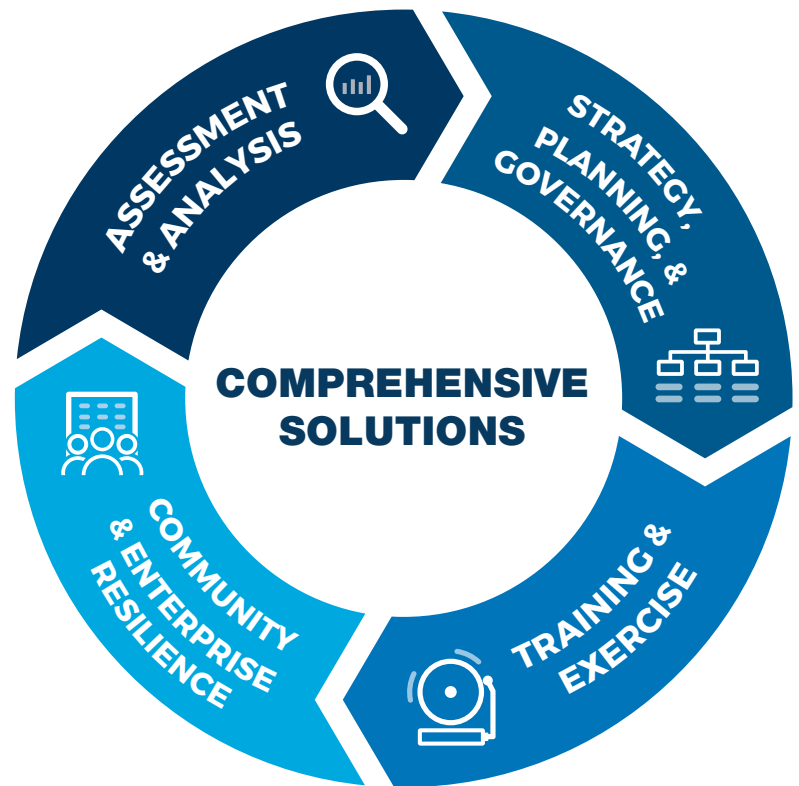 ASSESSMENT
& ANALYSIS
STRATEGY,
PLANNING, &
GOVERNANCE
COMPREHENSIVE
SOLUTIONS
TRAINING &
EXERCISE
COMMUNITY
& ENTERPRISE
RESILIENCE